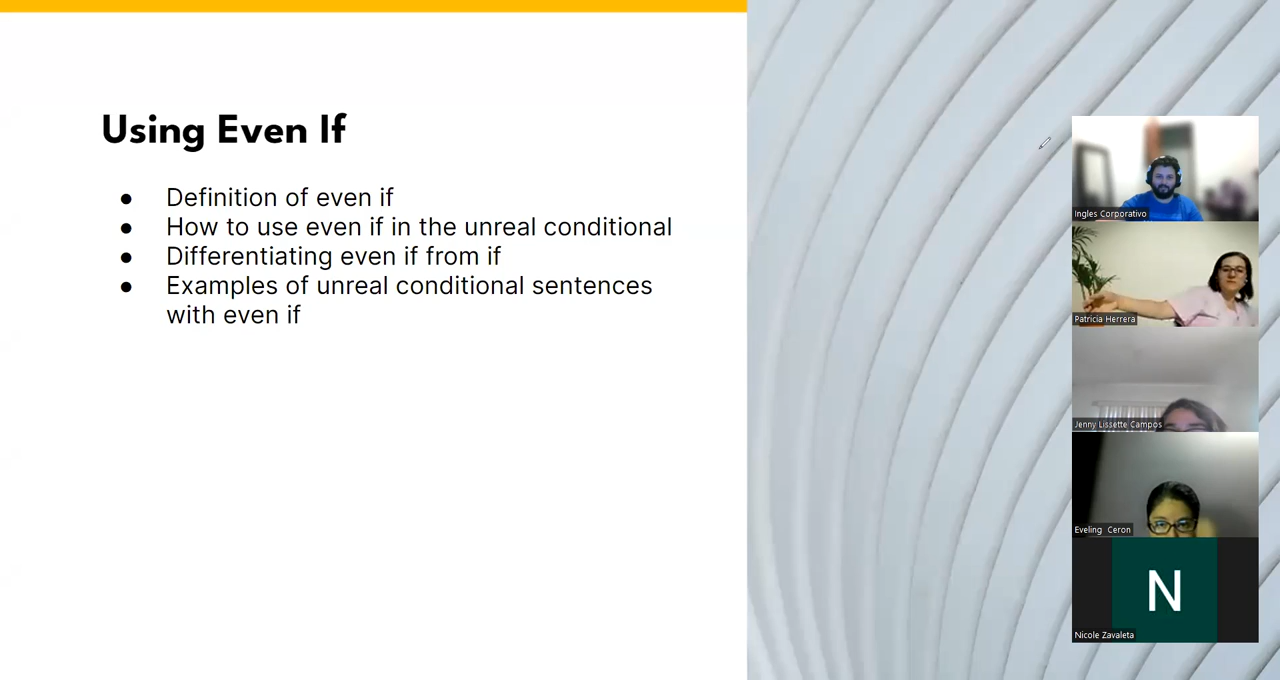 Using Even If
● Definition of even if
● How to use even if in the unreal conditional
● Differentiating even if from if
● Examples of unreal conditional sentences
with even if
Ingles Corporativo
Patricia Herrera
Jenny Lissette Campos
Eveling Ceron
N
Nicole Zavaleta